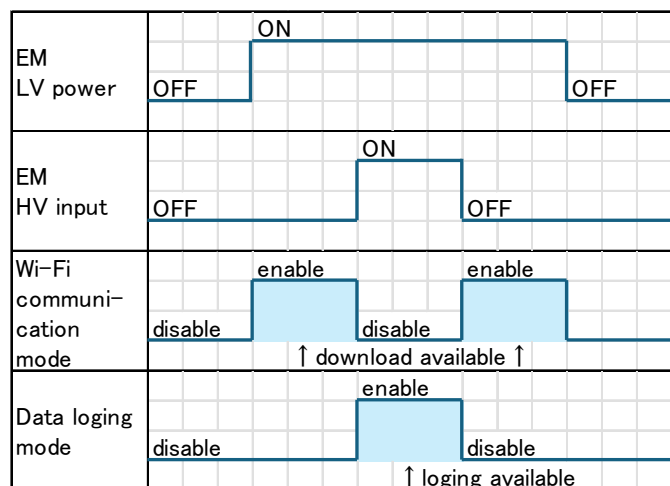 EM
LV power
ON
OFF
OFF
EM
HV input
ON
OFF
OFF
Wi-Fi
communi-
cation
mode
enable
enable
disable
disable
↑ download available ↑
Data loging
mode
enable
disable
disable
↑ loging available